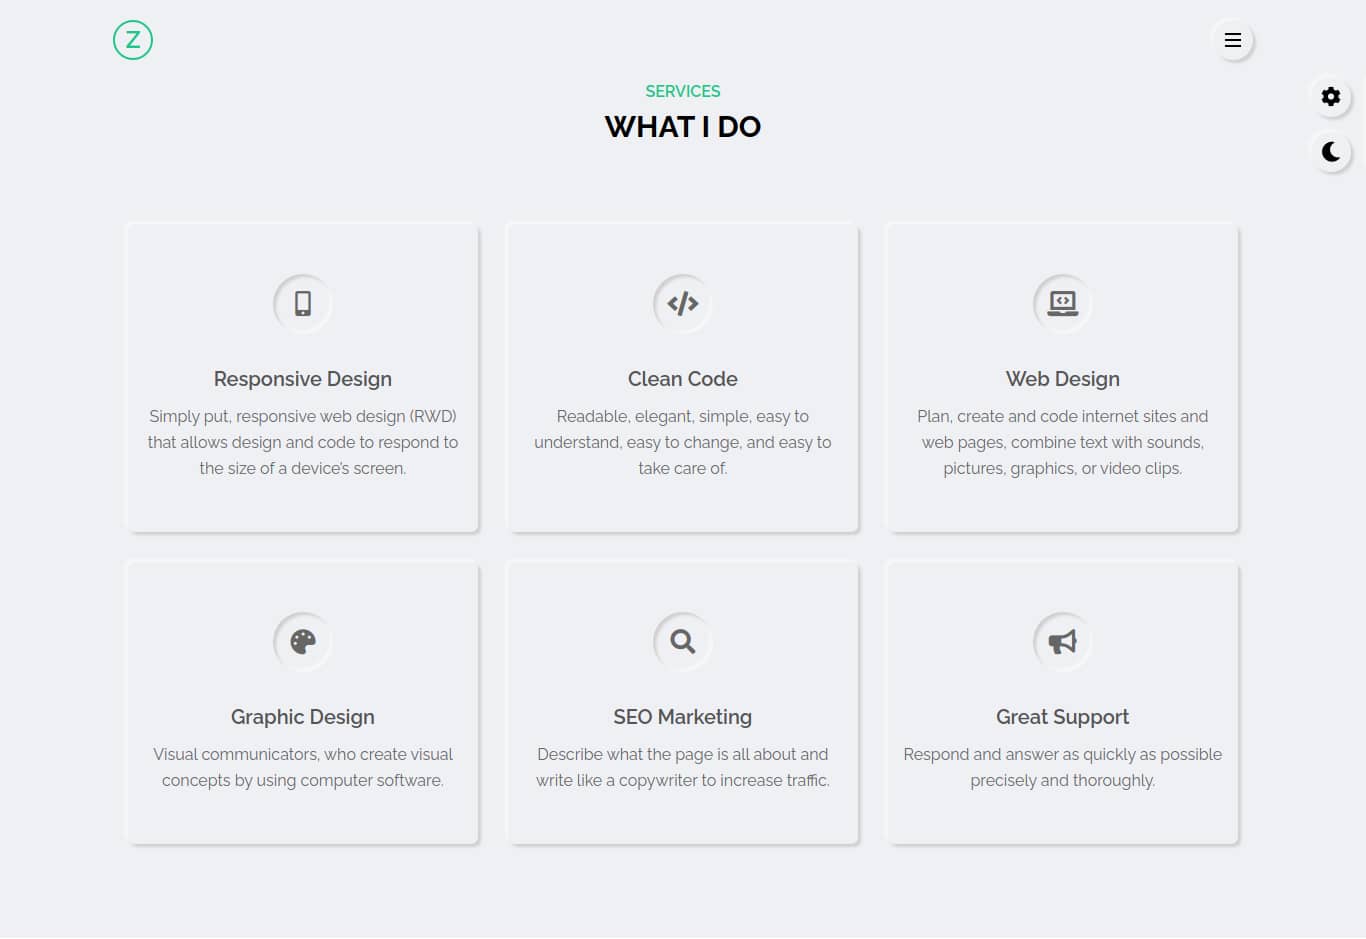 Z
SERVICES
WHAT I DO
Responsive Design
Simply put, responsive web design (RWD)
that allows design and code to respond to
the size of a device's screen.
Clean Code
Readable, elegant, simple, easy to
understand, easy to change, and easy to
take care of.
Web Design
Plan, create and code internet sites and
web pages, combine text with sounds,
pictures, graphics, or video clips.
Graphic Design
Visual communicators, who create visual
concepts by using computer software.
SEO Marketing
Describe what the page is all about and
write like a copywriter to increase traffic.
Great Support
Respond and answer as quickly as possible
precisely and thoroughly.